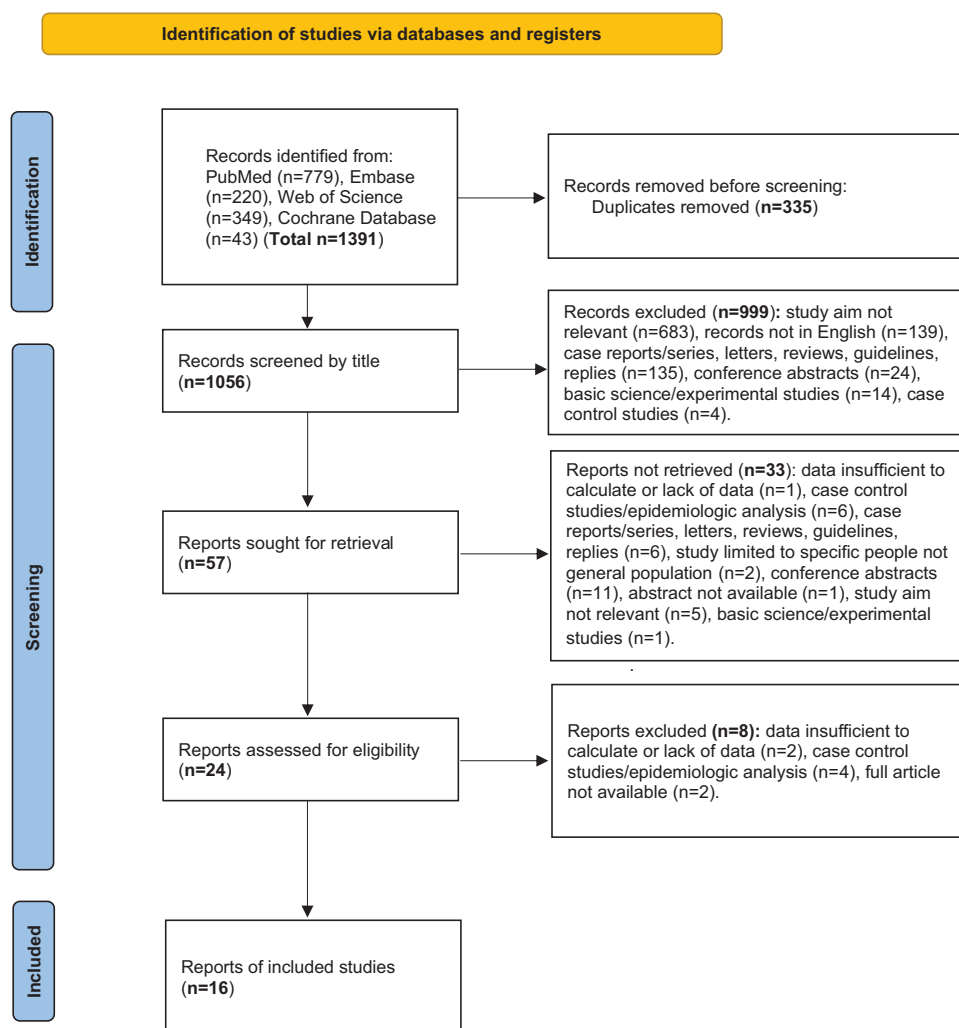 Identification of studies via databases and registers
Identification
Records identified from:
PubMed (n=779), Embase
(n=220), Web of Science
(n=349), Cochrane Database
(n=43) (Total n=1391)
Records removed before screening:
Duplicates removed (n=335)
Screening
Records screened by title
(n=1056)
Records excluded (n=999): study aim not
relevant (n=683), records not in English (n=139),
case reports/series, letters, reviews, guidelines,
replies (n=135), conference abstracts (n=24),
basic science/experimental studies (n=14), case
control studies (n=4).
Reports sought for retrieval
(n=57)
Reports not retrieved (n=33): data insufficient to
calculate or lack of data (n=1), case control
studies/epidemiologic analysis (n=6), case
reports/series, letters, reviews, guidelines,
replies (n=6), study limited to specific people not
general population (n=2), conference abstracts
(n=11), abstract not available (n=1), study aim
not relevant (n=5), basic science/experimental
studies (n=1).
.
Reports assessed for eligibility
(n=24)
Reports excluded (n=8): data insufficient to
calculate or lack of data (n=2), case control
studies/epidemiologic analysis (n=4), full article
not available (n=2).
Included
Reports of included studies
(n=16)